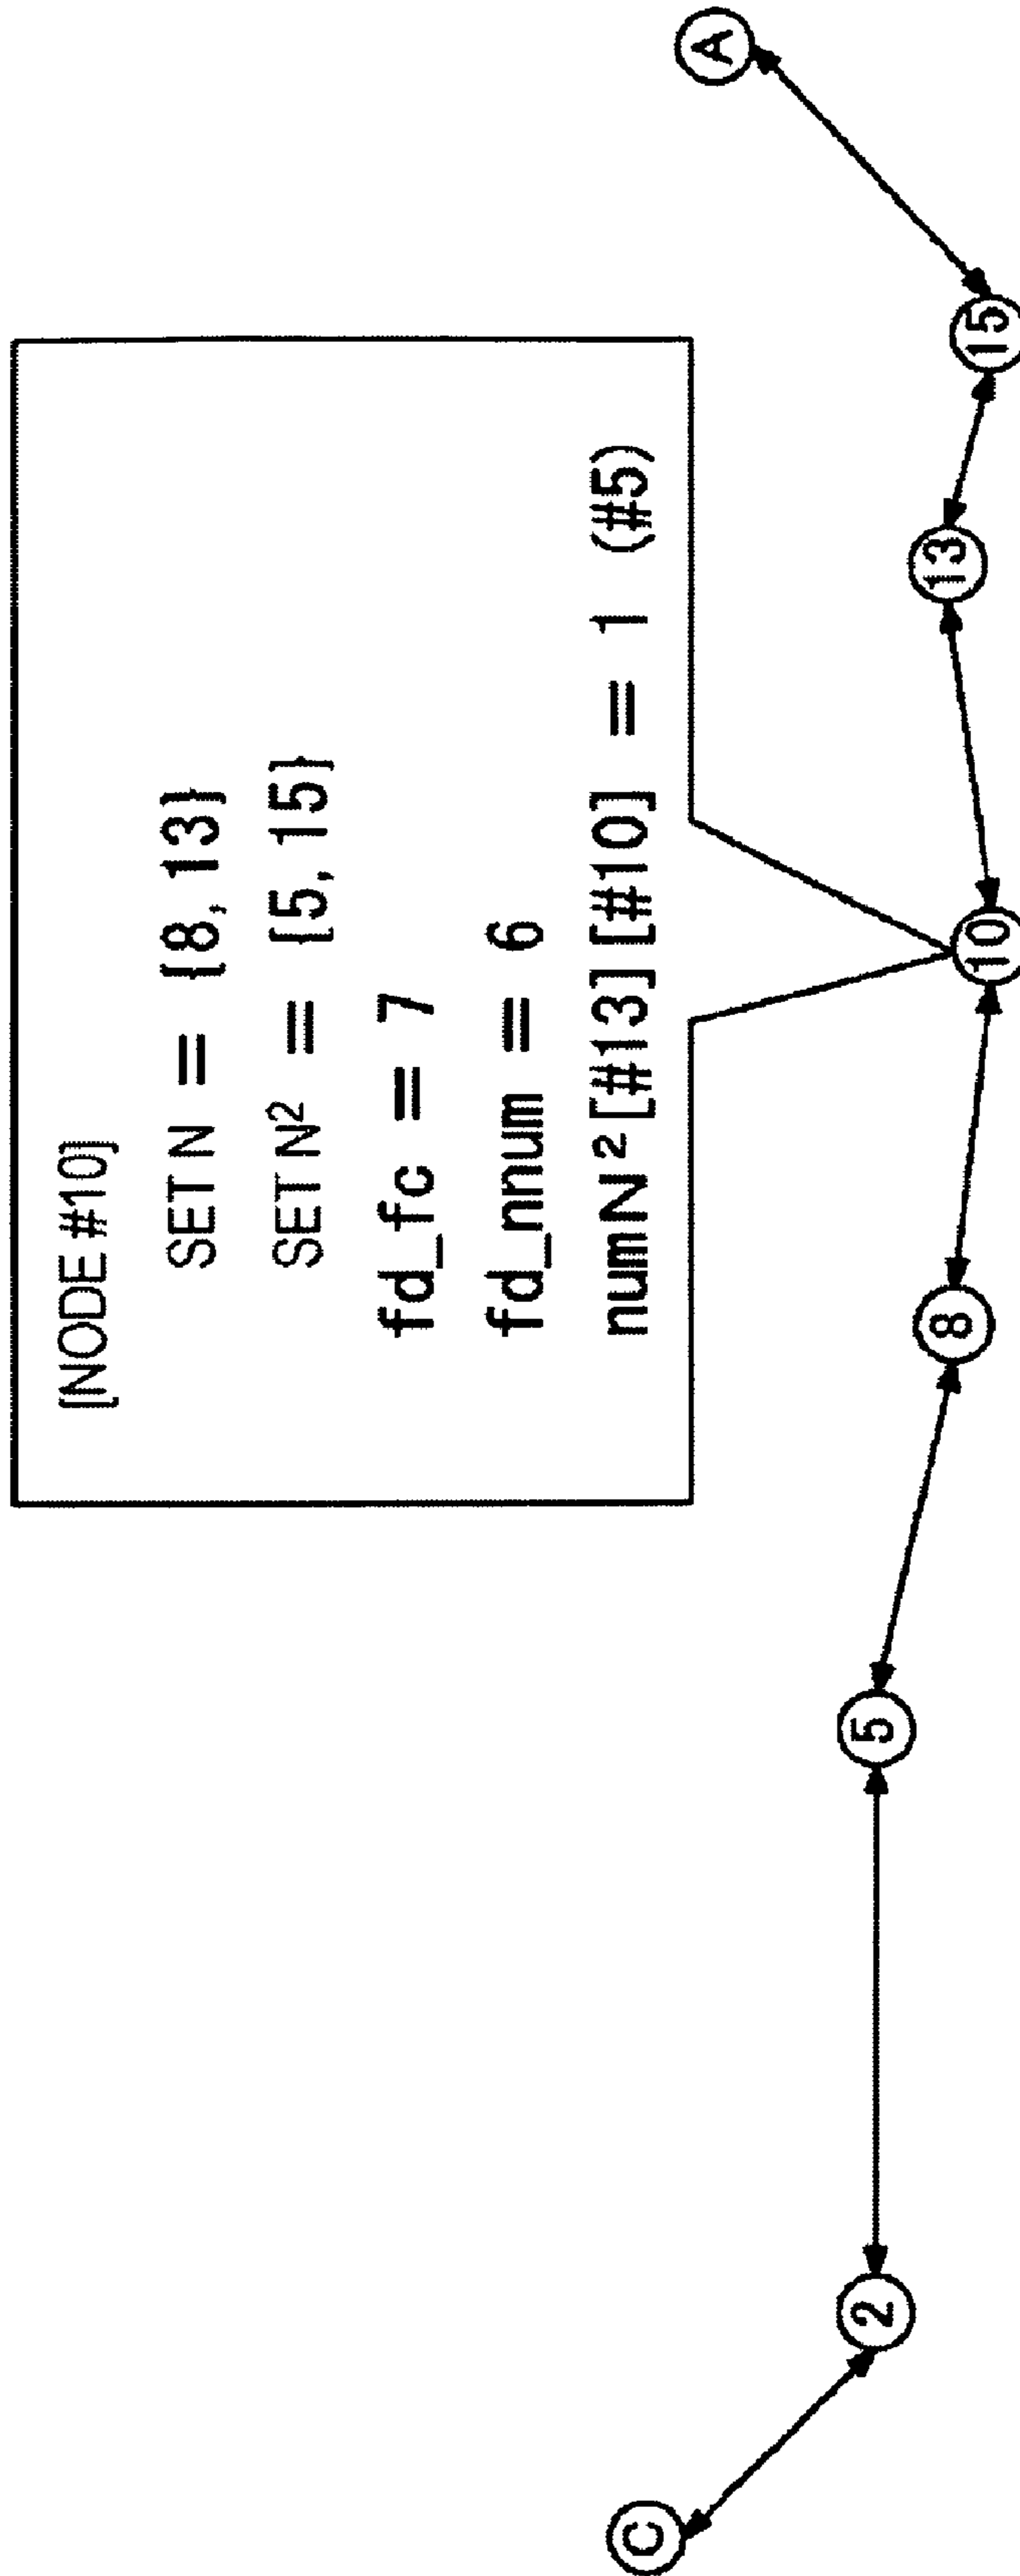 [NODE #10]
SET N = {8, 13}
SET N² = {5, 15}
fd_fc = 7
fd_nnum = 6
numN² [#13] [#10] = 1 (#5)
C
2
5
8
10
13
15
A